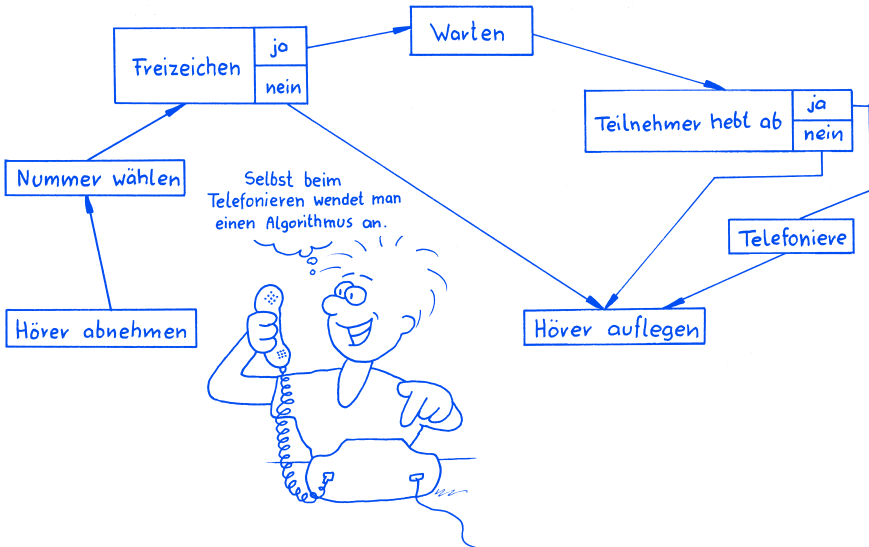 Freizeichen
ja
nein
Warten
Teilnehmer hebt ab
ja
nein
Nummer wählen
Selbst beim
Telefonieren wendet man
einen Algorithmus an.
Telefoniere
Hörer abnehmen
Hörer auflegen